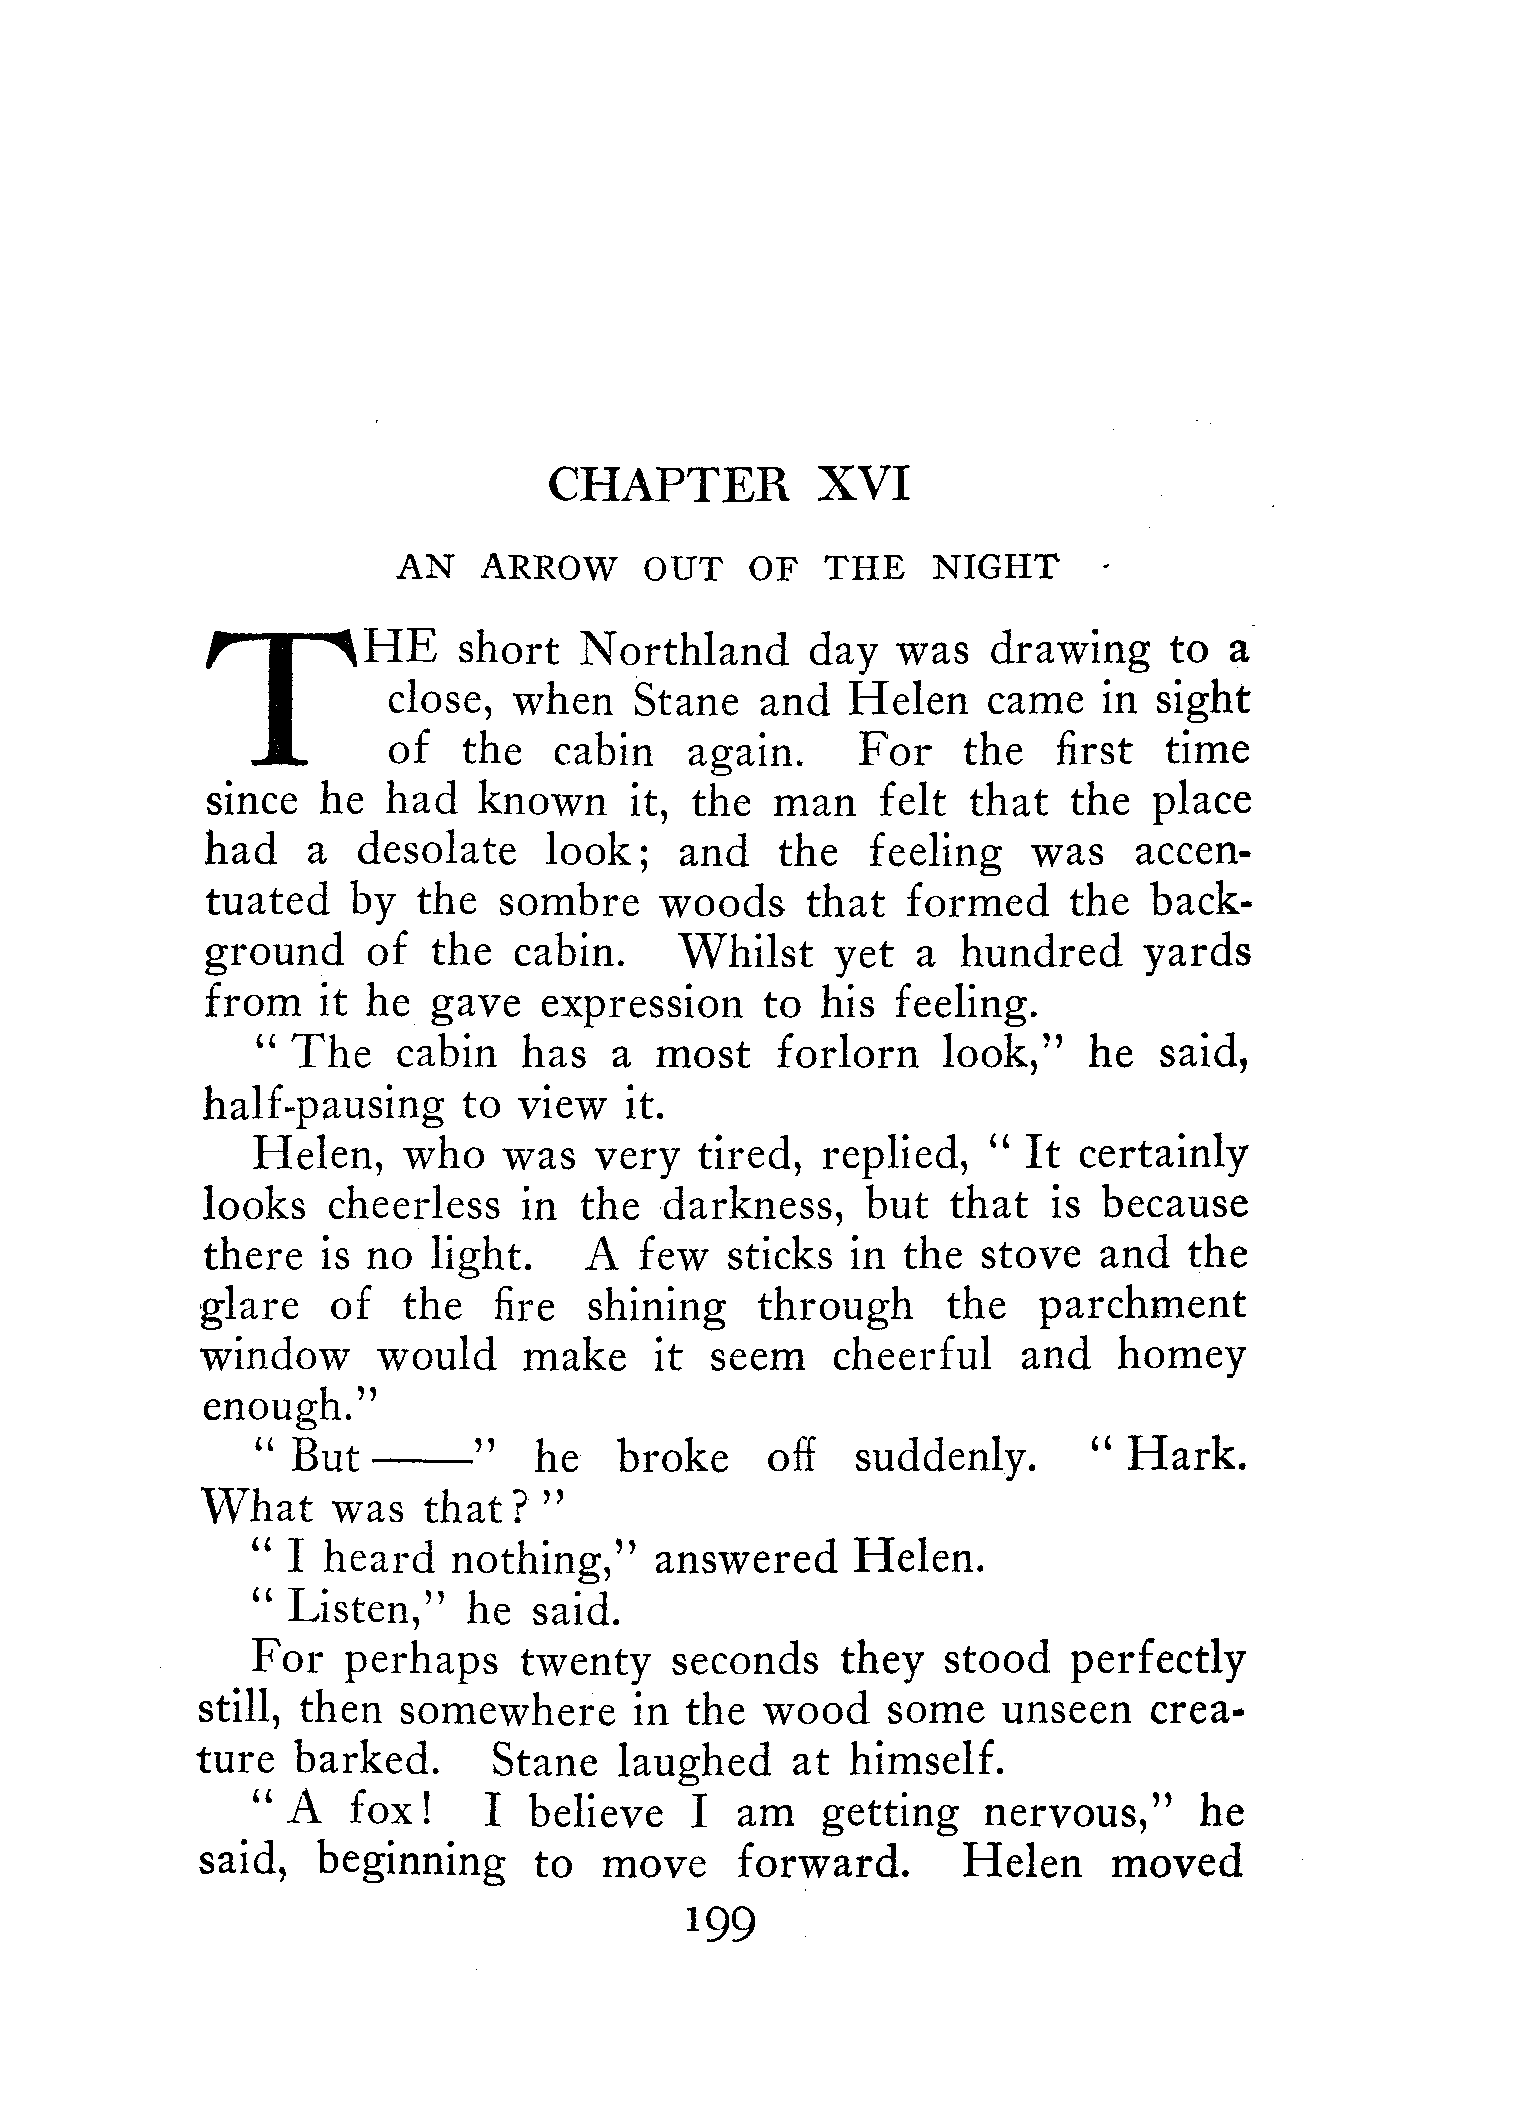 CHAPTER XVI
AN ARROW OUT OF THE NIGHT
THE short Northland day was drawing to a
close, when Stane and Helen came in sight
of the cabin again. For the first time
since he had known it, the man felt that the place
had a desolate look; and the feeling was accen-
tuated by the sombre woods that formed the back-
ground of the cabin. Whilst yet a hundred yards
from it he gave expression to his feeling.
“ The cabin has a most forlorn look,” he said,
half-pausing to view it.
Helen, who was very tired, replied, “ It certainly
looks cheerless in the darkness, but that is because
there is no light. A few sticks in the stove and the
glare of the fire shining through the parchment
window would make it seem cheerful and homey
enough.”
“ But——” he broke off suddenly. “ Hark.
What was that? ”
“ I heard nothing,” answered Helen.
“ Listen,” he said.
For perhaps twenty seconds they stood perfectly
still, then somewhere in the wood some unseen crea-
ture barked. Stane laughed at himself.
“ A fox! I believe I am getting nervous,” he
said, beginning to move forward. Helen moved
199